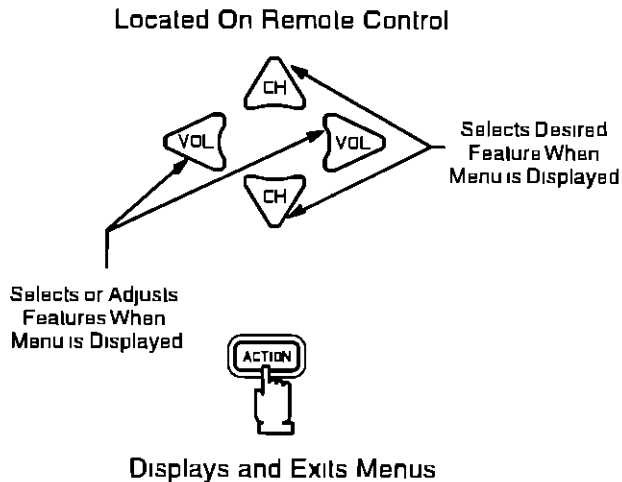 Located On Remote Control
CH
VOL
VOL
CH
Selects Desired
Feature When
Menu is Displayed
Selects or Adjusts
Features When
Menu is Displayed
ACTION
Displays and Exits Menus